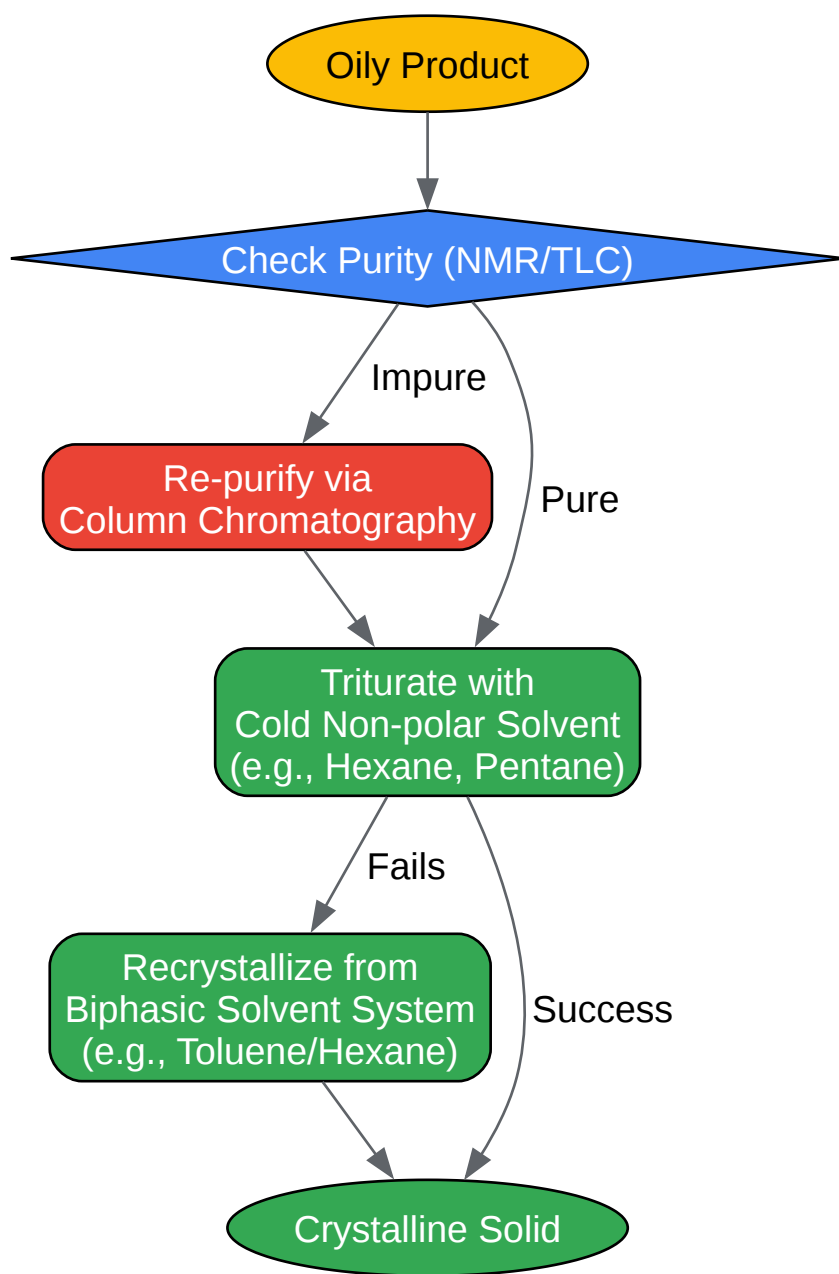 Oily Product
Check Purity (NMR/TLC)
Impure
Re-purify via
Column Chromatography
Pure
Triturate with
Cold Non-polar Solvent
(e.g., Hexane, Pentane)
Fails
Recrystallize from
Biphasic Solvent System
(e.g., Toluene/Hexane)
Success
Crystalline Solid